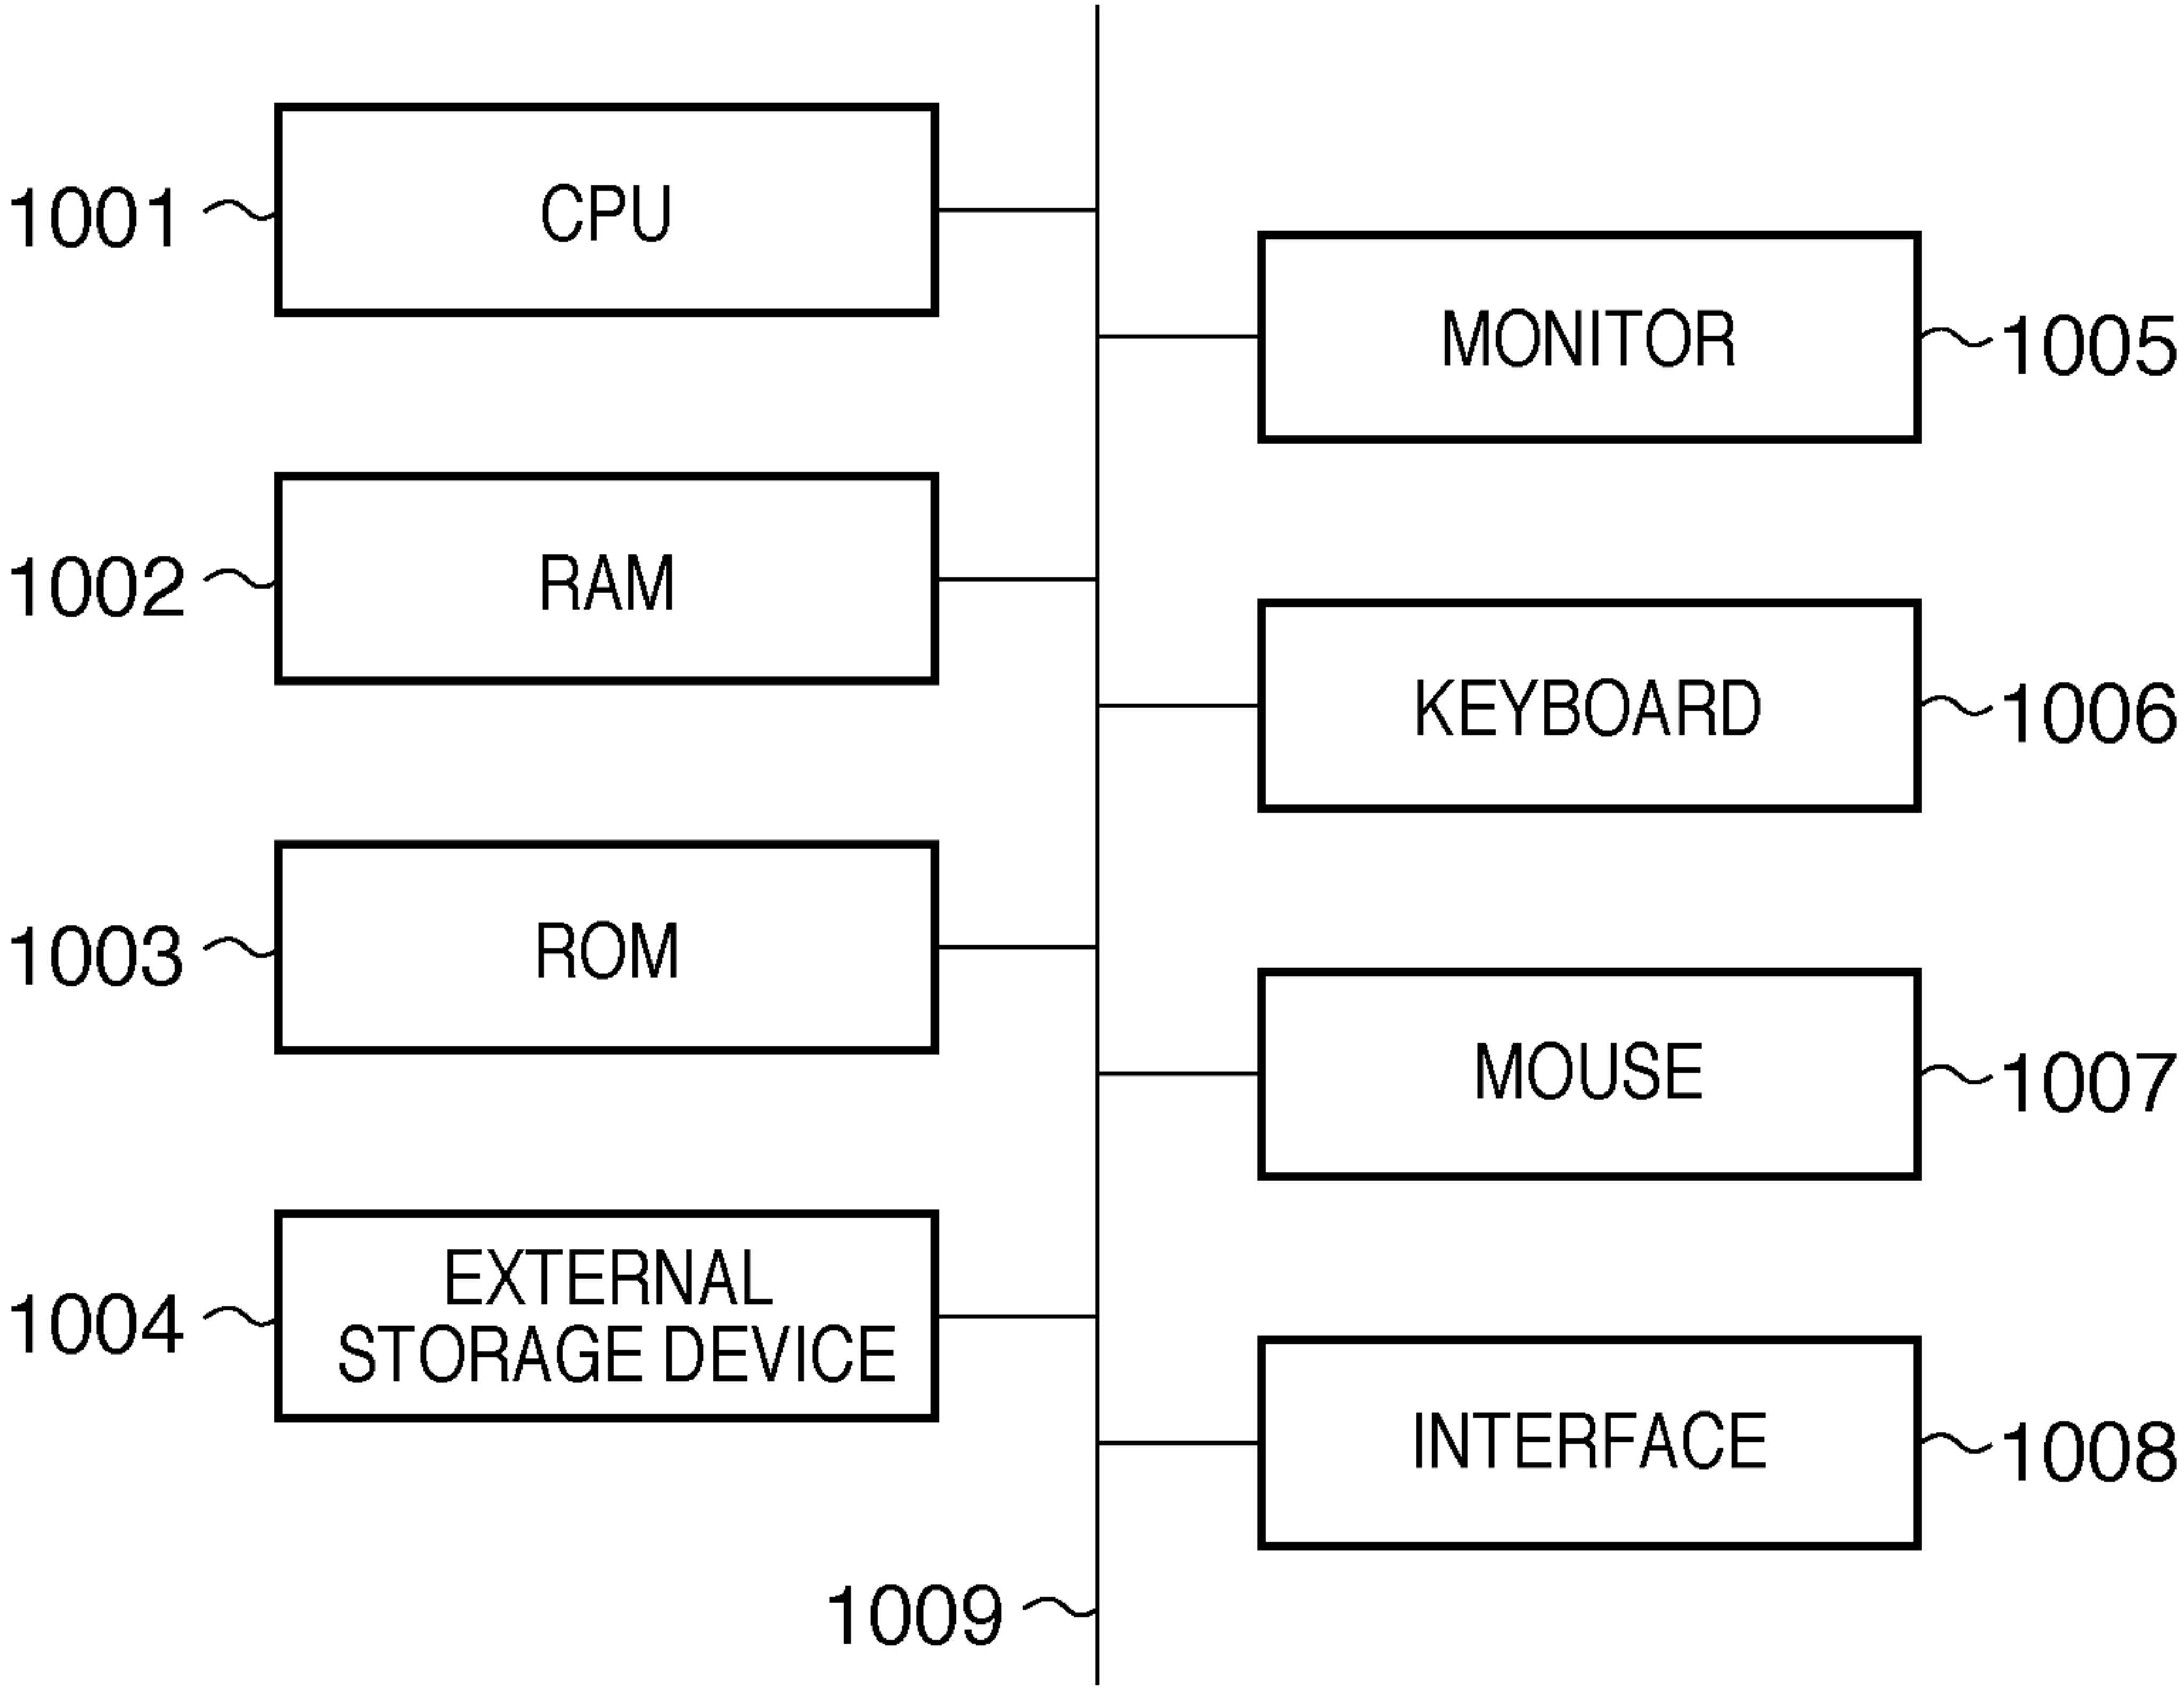 1001
CPU
MONITOR
1005
1002
RAM
KEYBOARD
1006
1003
ROM
MOUSE
1007
1004
EXTERNAL
STORAGE DEVICE
INTERFACE
1008
1009